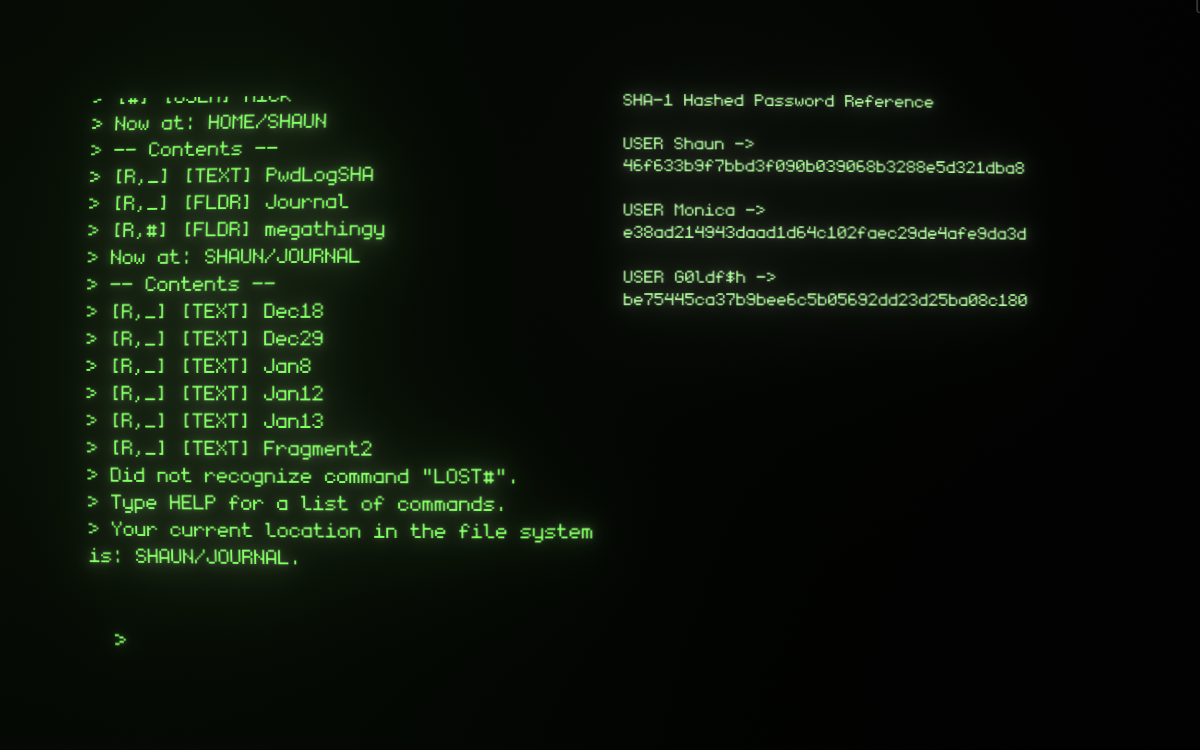 > Now at: HOME/SHAUN
> -- Contents --
> [R,_] [TEXT] PwdLogSHA
> [R,_] [FLDR] Journal
> [R,#] [FLDR] megathingy
> Now at: SHAUN/JOURNAL
> -- Contents --
> [R,_] [TEXT] Dec18
> [R,_] [TEXT] Dec29
> [R,_] [TEXT] Jan8
> [R,_] [TEXT] Jan12
> [R,_] [TEXT] Jan13
> [R,_] [TEXT] Fragment2
> Did not recognize command "LOST#".
> Type HELP for a list of commands.
> Your current location in the file system
is: SHAUN/JOURNAL.
>
SHA-1 Hashed Password Reference
USER Shaun ->
46f633b9f7bbd3f090b039068b3288e5d321dba8
USER Monica ->
e38ad214943daad1d64c102faec29de4afe9da3d
USER G0ldf$h ->
be75445ca37b9bee6c5b05692dd23d25ba08c180